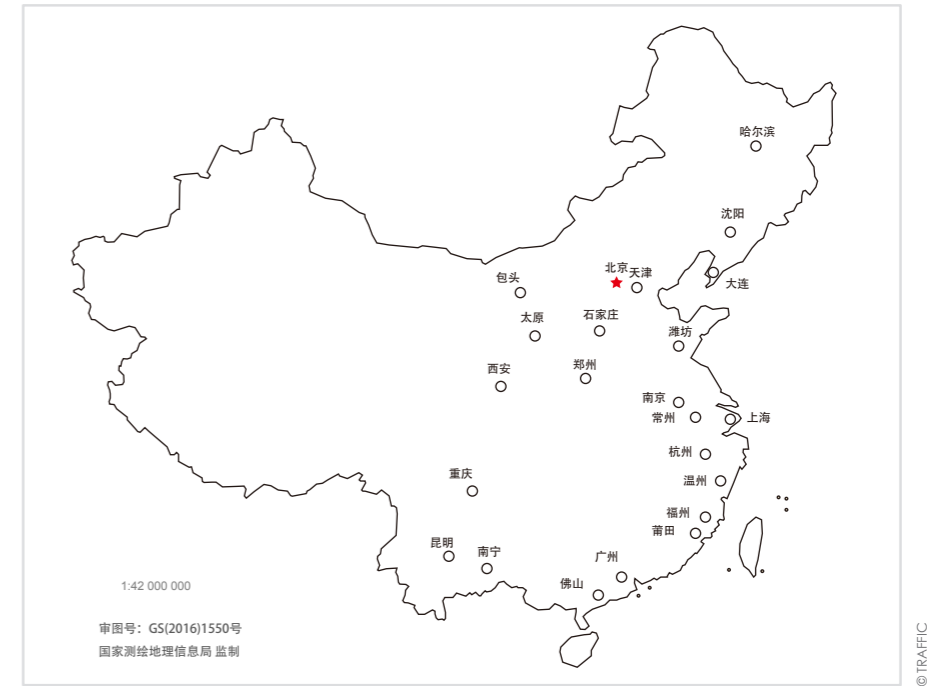 哈尔滨
沈阳
北京
天津
包头
大连
太原
石家庄
潍坊
西安
郑州
南京
常州
上海
杭州
温州
重庆
福州
莆田
昆明
南宁
广州
佛山
1:42 000 000
审图号：GS(2016)1550号
国家测绘地理信息局 监制
© TRAFFIC